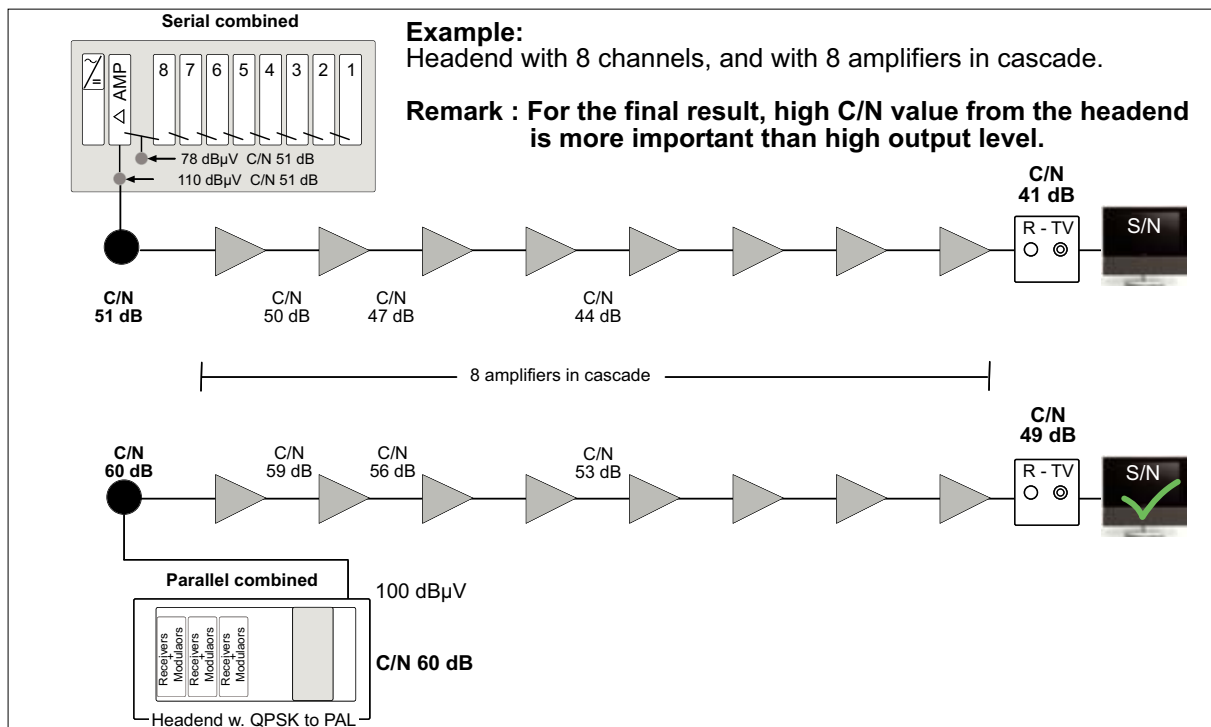 Serial combined
Example:
Headend with 8 channels, and with 8 amplifiers in cascade.
Remark : For the final result, high C/N value from the headend
is more important than high output level.
~
=
△ AMP
8 7 6 5 4 3 2 1
78 dBµV C/N 51 dB
110 dBµV C/N 51 dB
C/N
41 dB
R - TV
S/N
C/N
51 dB
C/N
50 dB
C/N
47 dB
C/N
44 dB
8 amplifiers in cascade
C/N
49 dB
C/N
60 dB
C/N
59 dB
C/N
56 dB
C/N
53 dB
R - TV
S/N
Parallel combined
100 dBµV
Receivers
+
Modulaors
Receivers
+
Modulaors
Receivers
+
Modulaors
C/N 60 dB
Headend w. QPSK to PAL